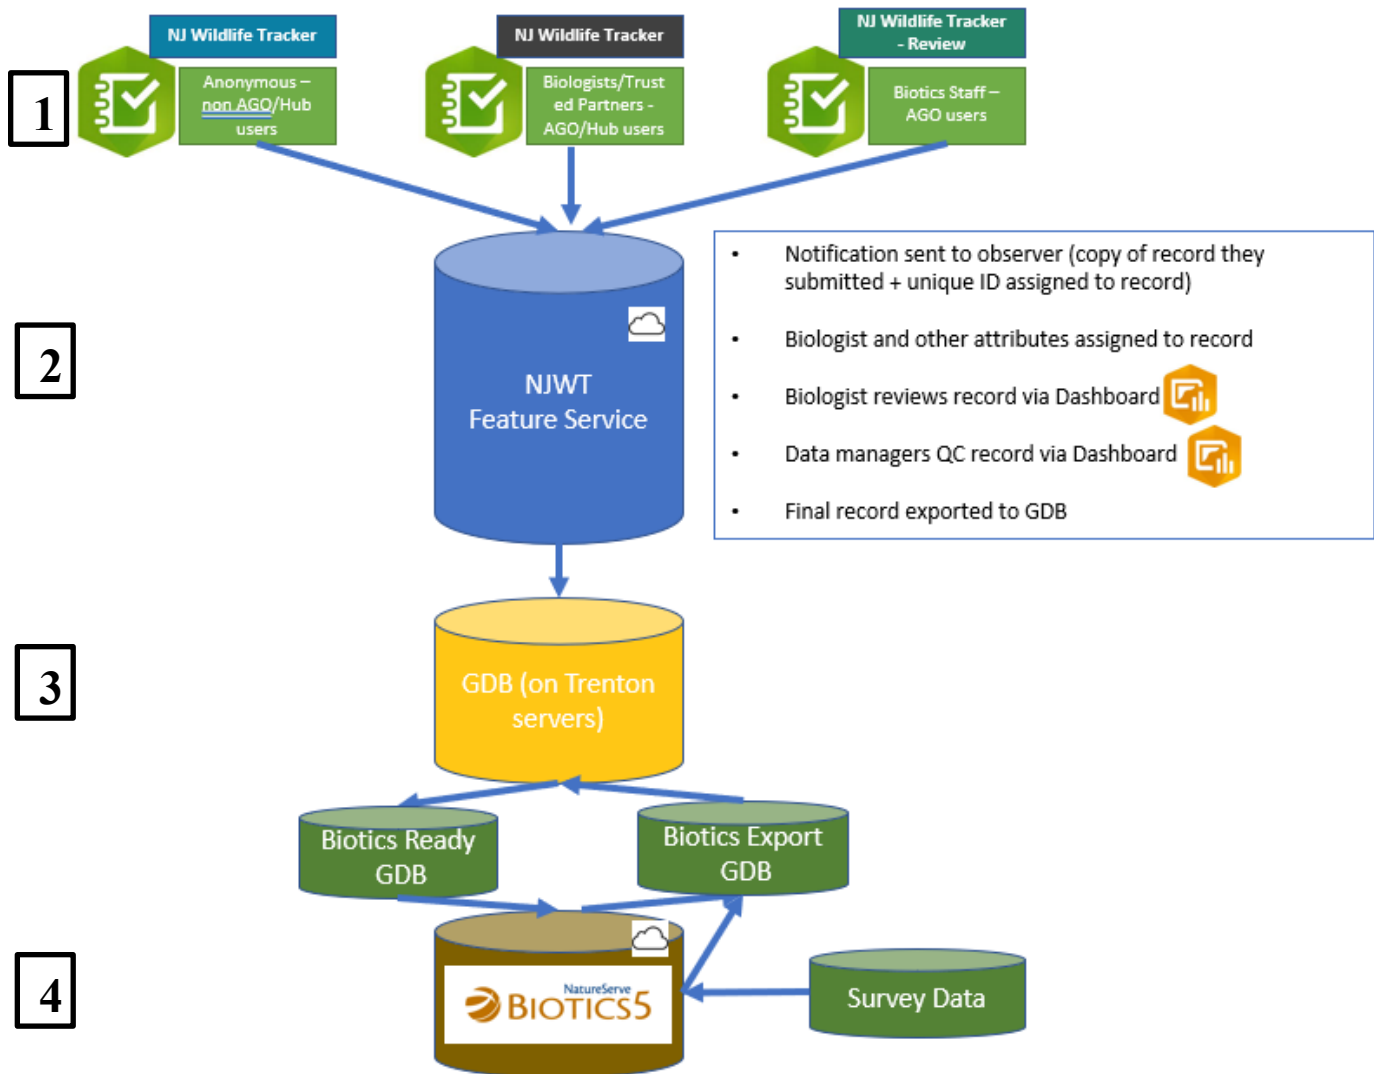 NJ Wildlife Tracker
NJ Wildlife Tracker
NJ Wildlife Tracker
- Review
1
Anonymous –
non AGO/Hub
users
Biologists/Trust
ed Partners -
AGO/Hub users
Biotics Staff –
AGO users
2
NJWT
Feature Service
• Notification sent to observer (copy of record they
submitted + unique ID assigned to record)
• Biologist and other attributes assigned to record
• Biologist reviews record via Dashboard
• Data managers QC record via Dashboard
• Final record exported to GDB
3
GDB (on Trenton
servers)
Biotics Ready
GDB
Biotics Export
GDB
4
NatureServe
BIOTICS5
Survey Data